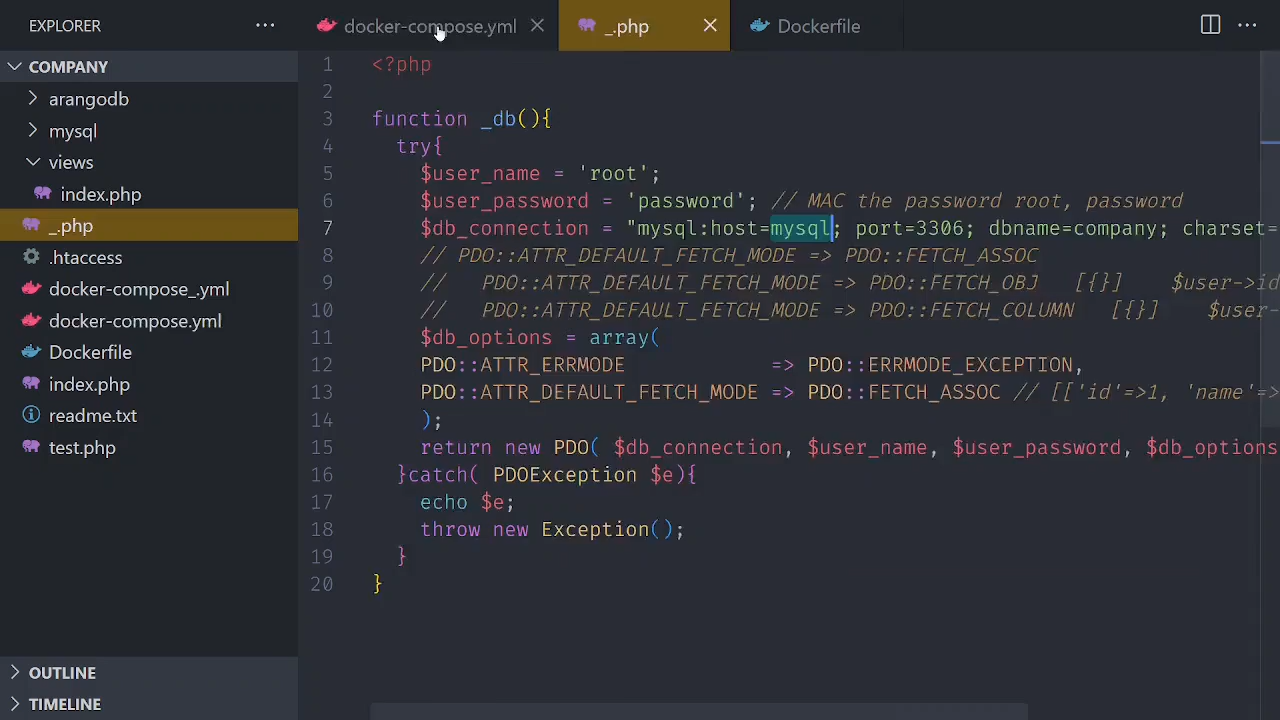 EXPLORER
COMPANY
arangodb
mysql
views
index.php
_.php
.htaccess
docker-compose_.yml
docker-compose.yml
Dockerfile
index.php
readme.txt
test.php
OUTLINE
TIMELINE
docker-compose.yml _.php Dockerfile
1 <?php
2
3 function _db(){
4 try{
5 $user_name = 'root';
6 $user_password = 'password'; // MAC the password root, password
7 $db_connection = "mysql:host=mysql; port=3306; dbname=company; charset=
8 // PDO::ATTR_DEFAULT_FETCH_MODE => PDO::FETCH_ASSOC
9 // PDO::ATTR_DEFAULT_FETCH_MODE => PDO::FETCH_OBJ [{}] $user->id
10 // PDO::ATTR_DEFAULT_FETCH_MODE => PDO::FETCH_COLUMN [{}] $user-
11 $db_options = array(
12 PDO::ATTR_ERRMODE => PDO::ERRMODE_EXCEPTION,
13 PDO::ATTR_DEFAULT_FETCH_MODE => PDO::FETCH_ASSOC // [['id'=>1, 'name'=>
14 );
15 return new PDO( $db_connection, $user_name, $user_password, $db_options
16 }catch( PDOException $e){
17 echo $e;
18 throw new Exception();
19 }
20 }